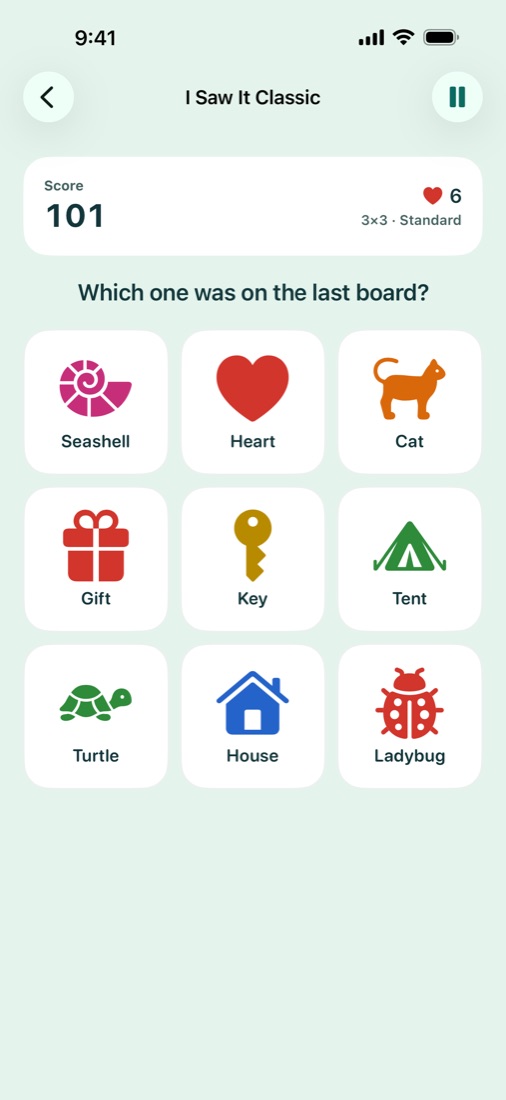 9:41
I Saw It Classic
Score
101
6
3×3 · Standard
Which one was on the last board?
Seashell
Heart
Cat
Gift
Key
Tent
Turtle
House
Ladybug